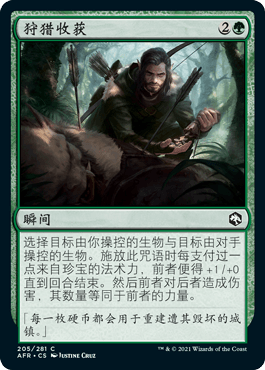 狩猎收获 2
瞬间
选择目标由你操控的生物与目标由对手
操控的生物。施放此咒语时每支付过一
点来自珍宝的法术力，前者便得+1/+0
直到回合结束。然后前者对后者造成伤
害，其数量等同于前者的力量。
「每一枚硬币都会用于重建遭其毁坏的城
镇。」
205/281 C
AFR • CS JUSTINE CRUZ
™ & © 2021 Wizards of the Coast